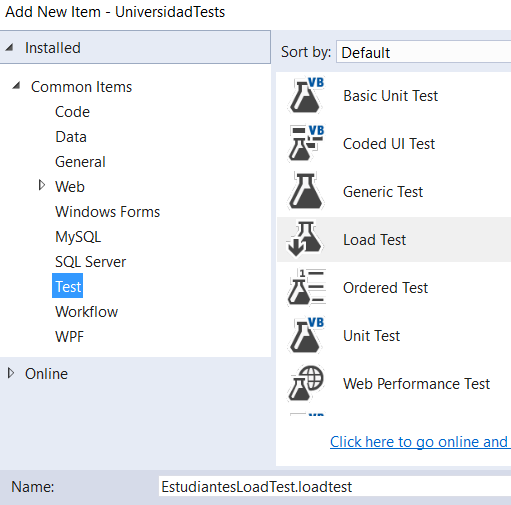 Add New Item - UniversidadTests
Installed
Common Items
Code
Data
General
Web
Windows Forms
MySQL
SQL Server
Test
Workflow
WPF
Online
Sort by: Default
VB
Basic Unit Test
VB
Coded UI Test
Generic Test
Load Test
1
Ordered Test
VB
Unit Test
Web Performance Test
Click here to go online and
Name: EstudiantesLoadTest.loadtest